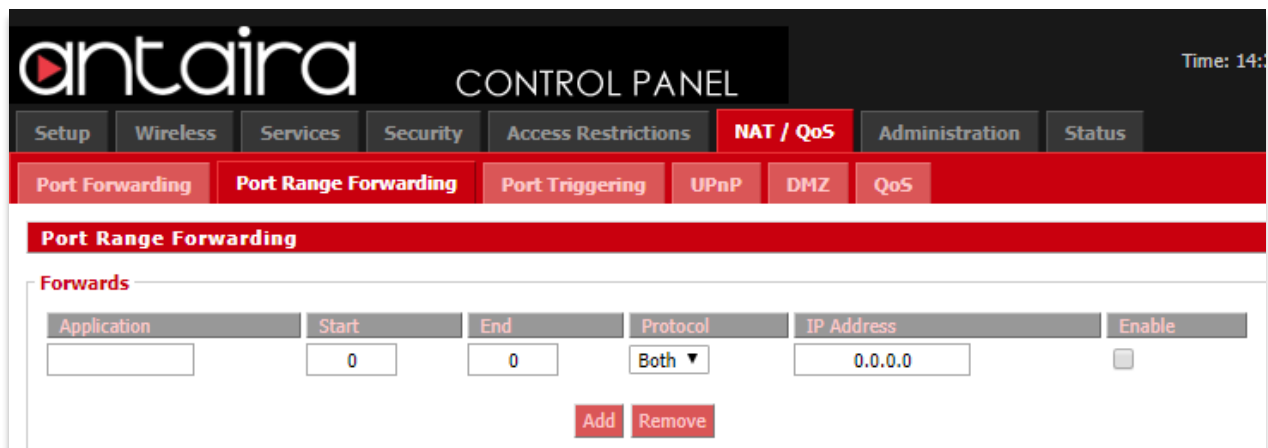 antaira CONTROL PANEL
Time: 14:
Setup Wireless Services Security Access Restrictions NAT / QoS Administration Status
Port Forwarding Port Range Forwarding Port Triggering UPnP DMZ QoS
Port Range Forwarding
Forwards
Application Start End Protocol IP Address Enable
0 0 Both ▼ 0.0.0.0
Add Remove